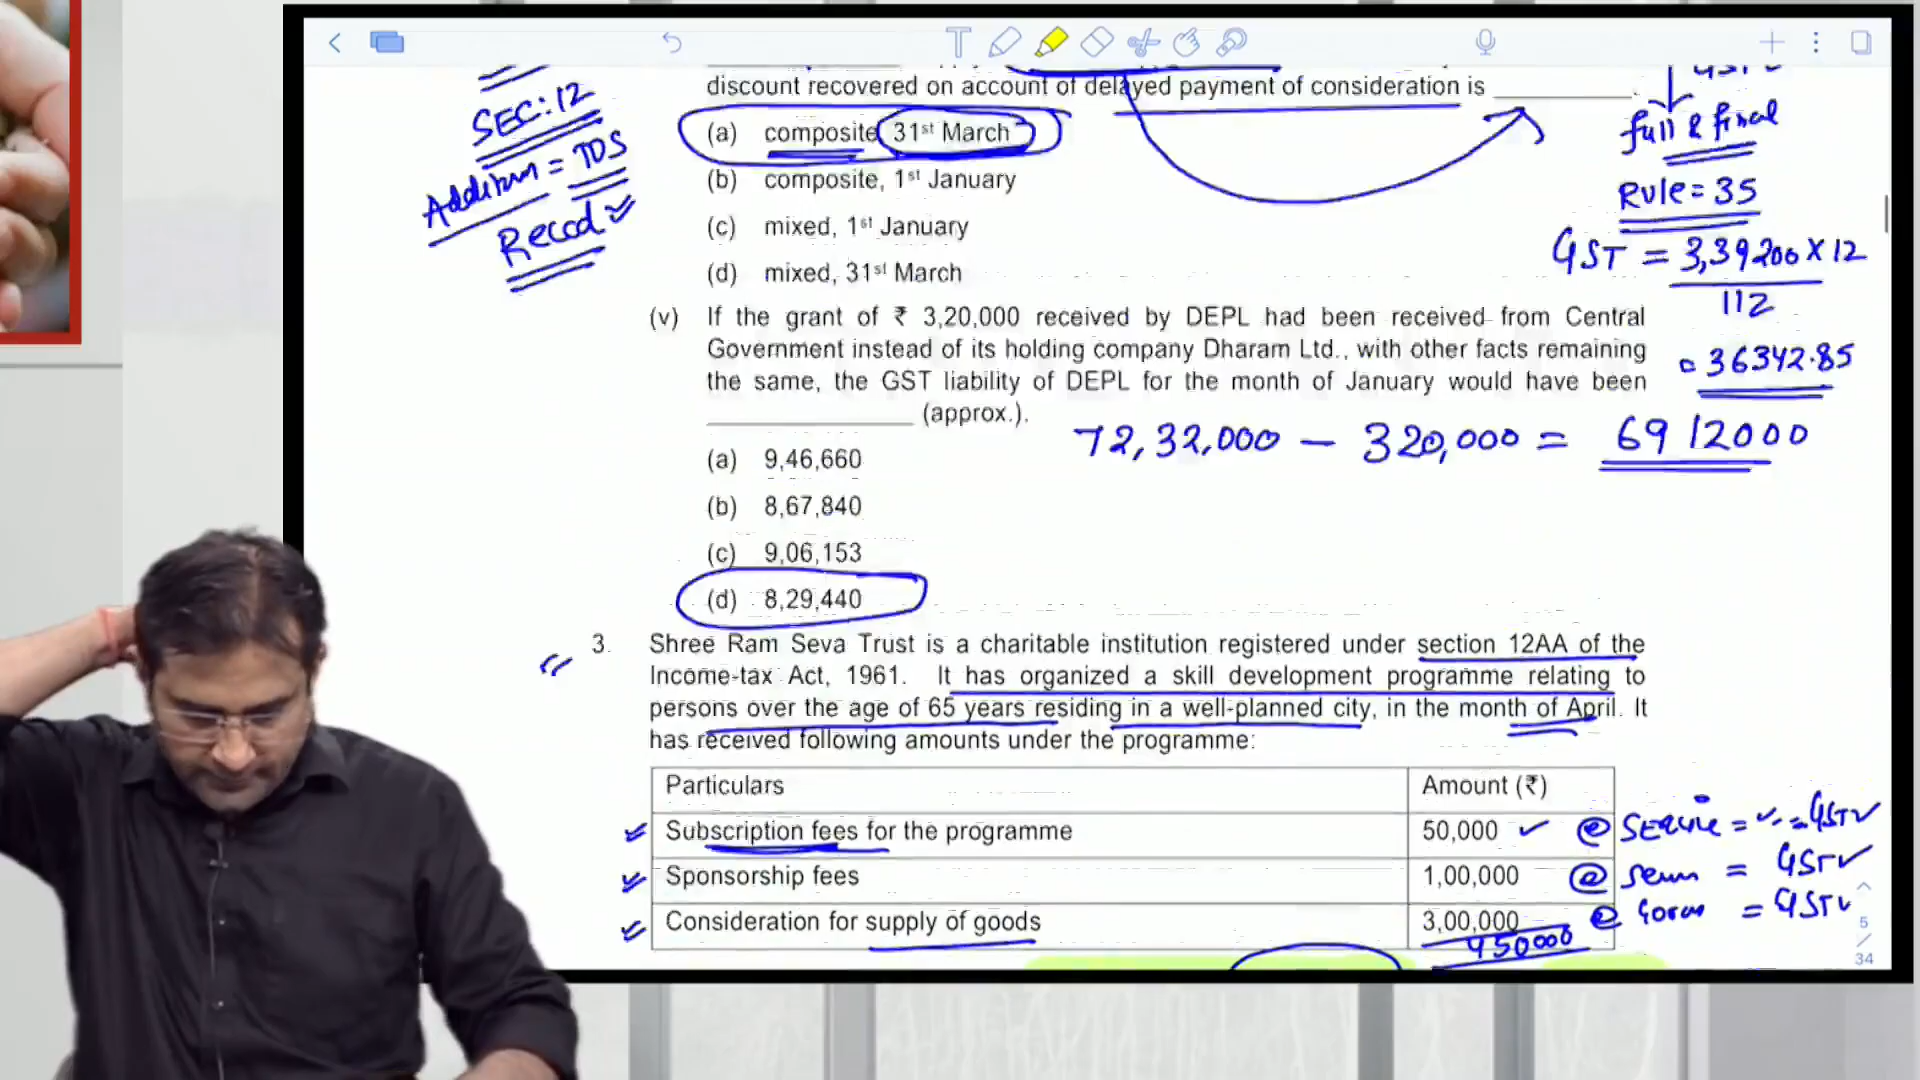 discount recovered on account of delayed payment of consideration is __________
(a) composite 31st March
(b) composite, 1st January
(c) mixed, 1st January
(d) mixed, 31st March
SEC:12
Addition = TDS
Record
full & final
Rule = 35
GST = 3,39200 X 12
112
= 36342.85
(v) If the grant of ₹ 3,20,000 received by DEPL had been received from Central
Government instead of its holding company Dharam Ltd., with other facts remaining
the same, the GST liability of DEPL for the month of January would have been
_______________ (approx.).
72,32,000 – 320,000 = 6912000
(a) 9,46,660
(b) 8,67,840
(c) 9,06,153
(d) 8,29,440
3. Shree Ram Seva Trust is a charitable institution registered under section 12AA of the
Income-tax Act, 1961. It has organized a skill development programme relating to
persons over the age of 65 years residing in a well-planned city, in the month of April. It
has received following amounts under the programme:
Particulars Amount (₹)
Subscription fees for the programme 50,000
Sponsorship fees 1,00,000
Consideration for supply of goods 3,00,000
450000
= GST
= GST
= GST
5
/
34